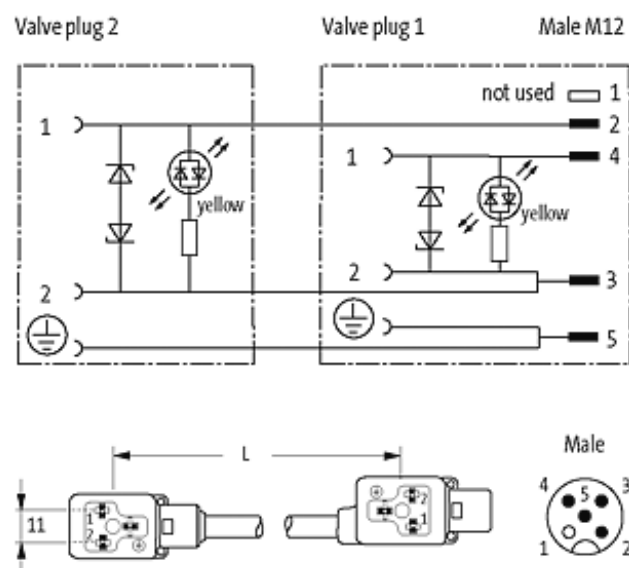 Valve plug 2 Valve plug 1 Male M12
not used 1
1 2
1 4
yellow yellow
2
2 3
5
L
Male
11 1 2 2 1
4 5 3
1 2